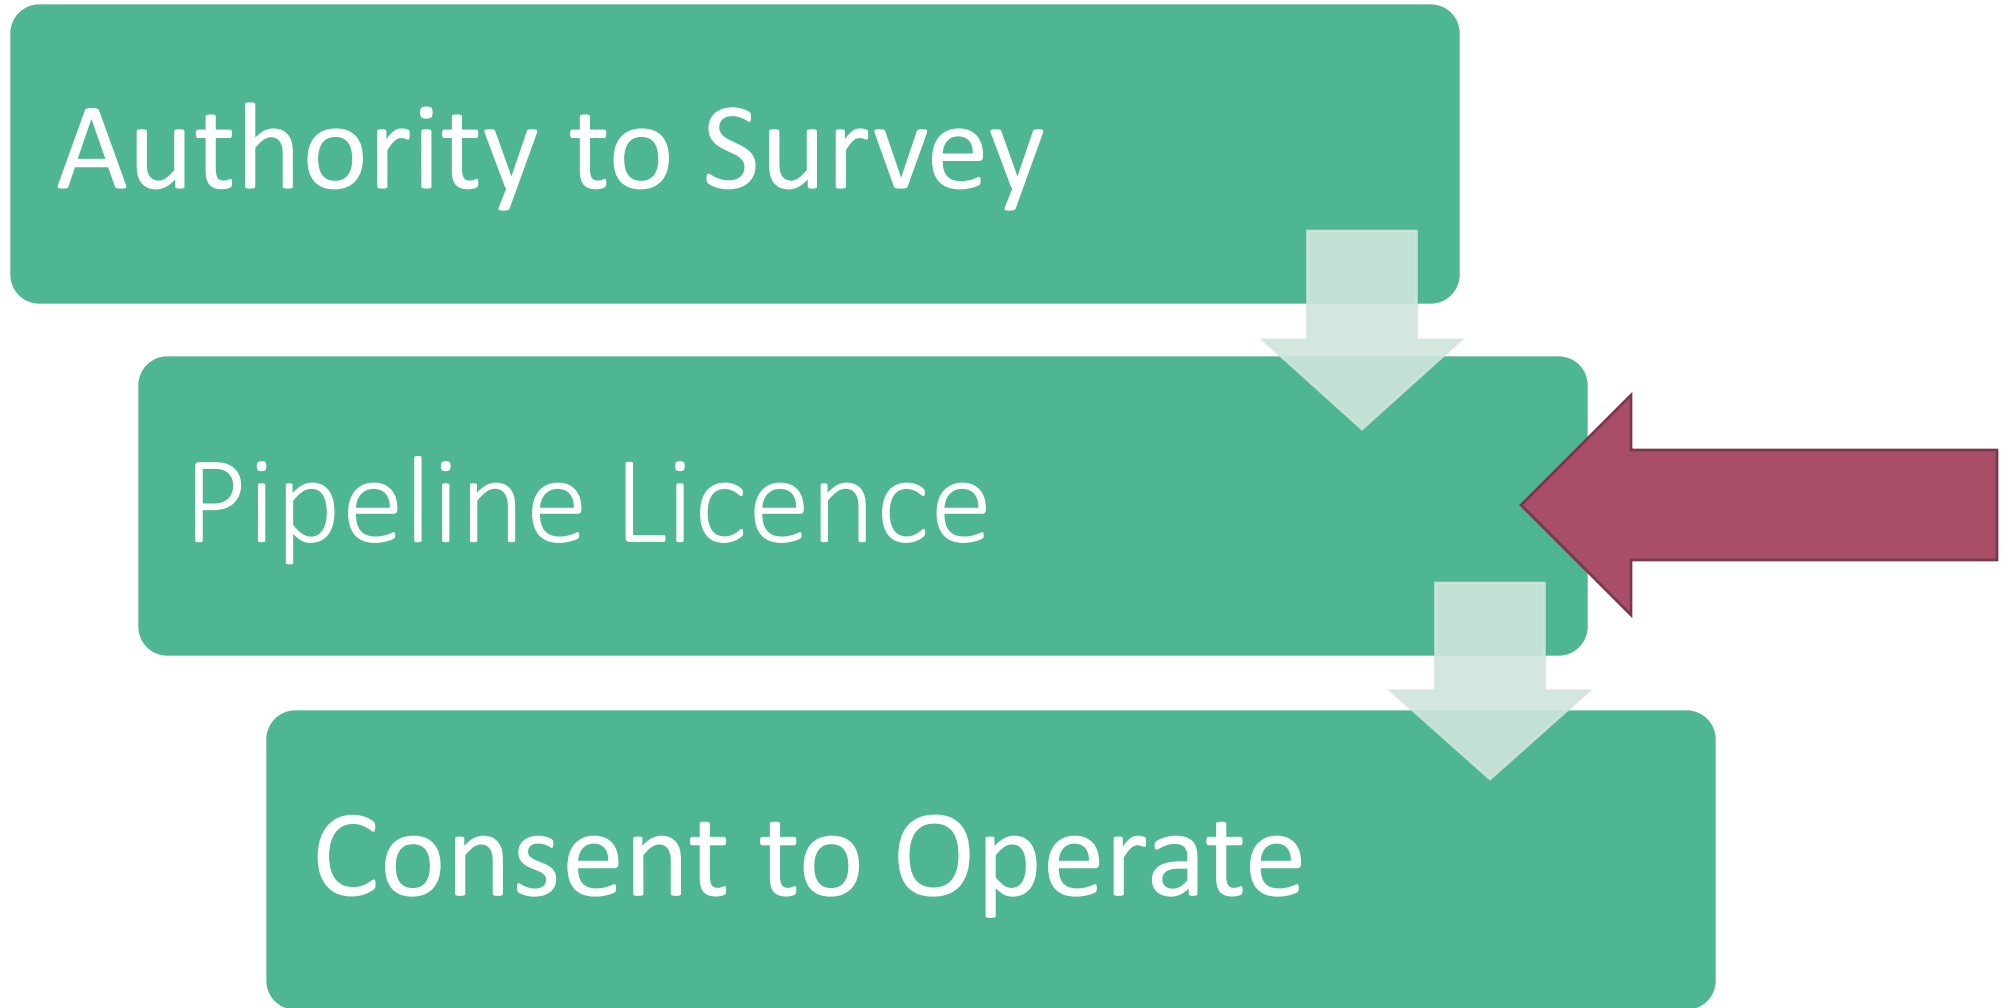 Authority to Survey
Pipeline Licence
Consent to Operate